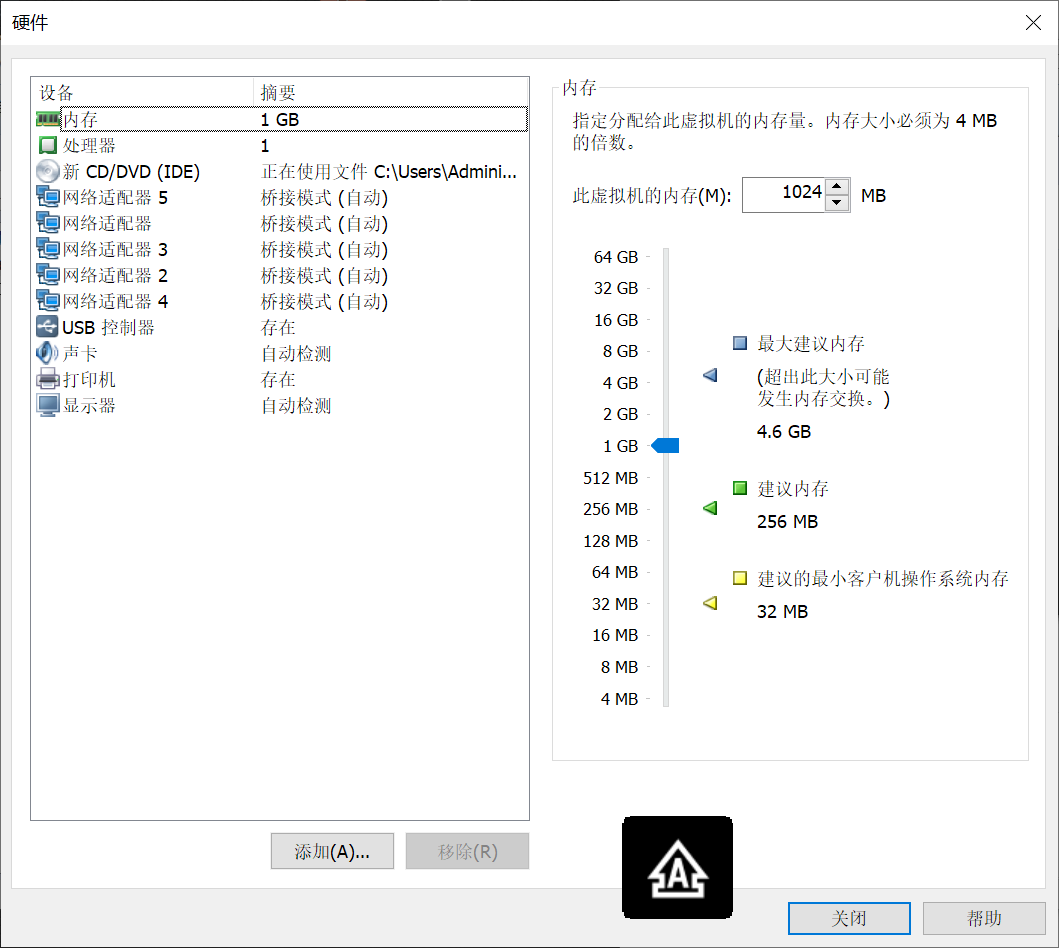 硬件
设备 摘要
内存 1 GB
处理器 1
新 CD/DVD (IDE) 正在使用文件 C:\Users\Admini...
网络适配器 5 桥接模式 (自动)
网络适配器 桥接模式 (自动)
网络适配器 3 桥接模式 (自动)
网络适配器 2 桥接模式 (自动)
网络适配器 4 桥接模式 (自动)
USB 控制器 存在
声卡 自动检测
打印机 存在
显示器 自动检测
添加(A)... 移除(R)
内存
指定分配给此虚拟机的内存量。内存大小必须为 4 MB
的倍数。
此虚拟机的内存(M): 1024 MB
64 GB
32 GB
16 GB
8 GB
4 GB
2 GB
1 GB
512 MB
256 MB
128 MB
64 MB
32 MB
16 MB
8 MB
4 MB
最大建议内存
(超出此大小可能
发生内存交换。)
4.6 GB
建议内存
256 MB
建议的最小客户机操作系统内存
32 MB
A
关闭 帮助